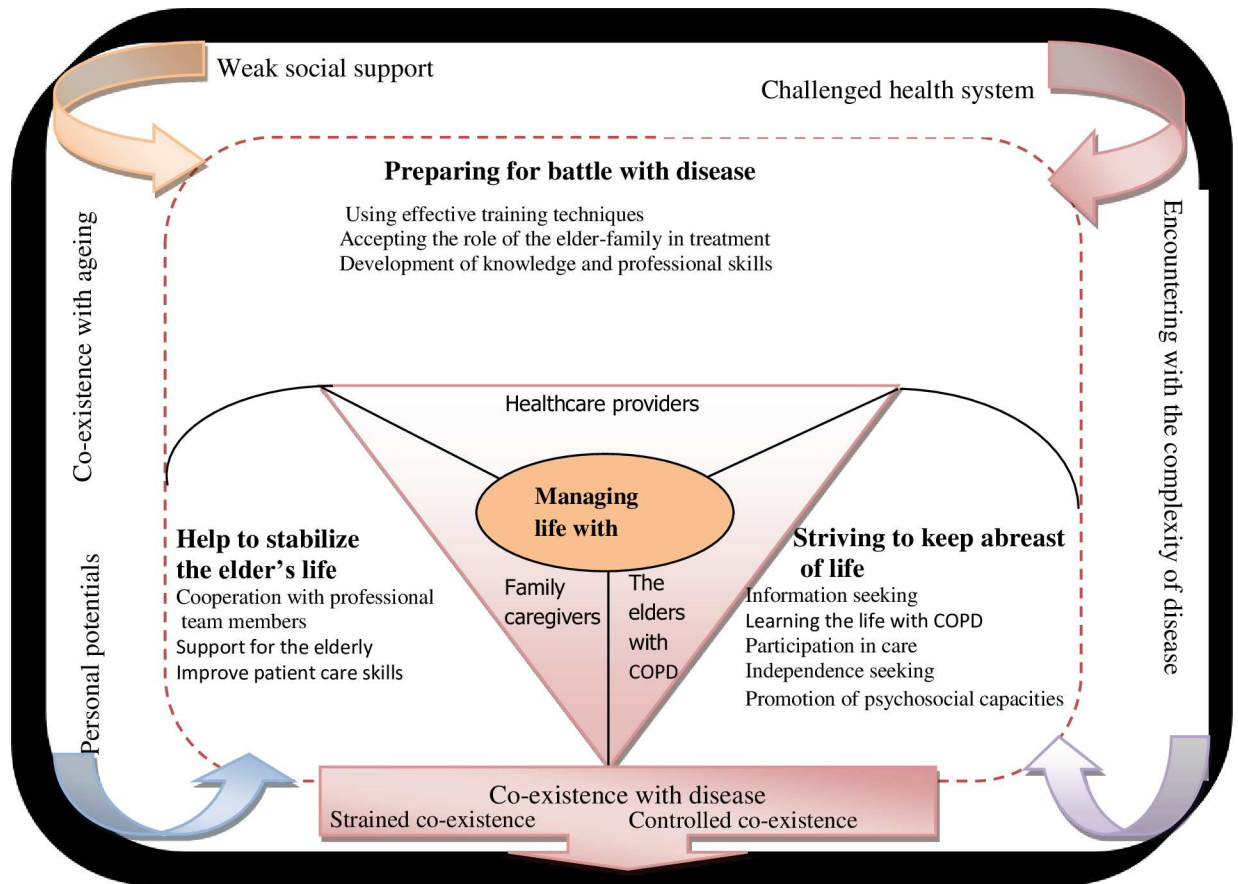 Weak social support
Challenged health system
Preparing for battle with disease
Using effective training techniques
Accepting the role of the elder-family in treatment
Development of knowledge and professional skills
Co-existence with ageing
Personal potentials
Encountering with the complexity of disease
Healthcare providers
Managing
life with
Family
caregivers
The
elders
with
COPD
Help to stabilize
the elder’s life
Cooperation with professional
team members
Support for the elderly
Improve patient care skills
Striving to keep abreast
of life
Information seeking
Learning the life with COPD
Participation in care
Independence seeking
Promotion of psychosocial capacities
Co-existence with disease
Strained co-existence
Controlled co-existence